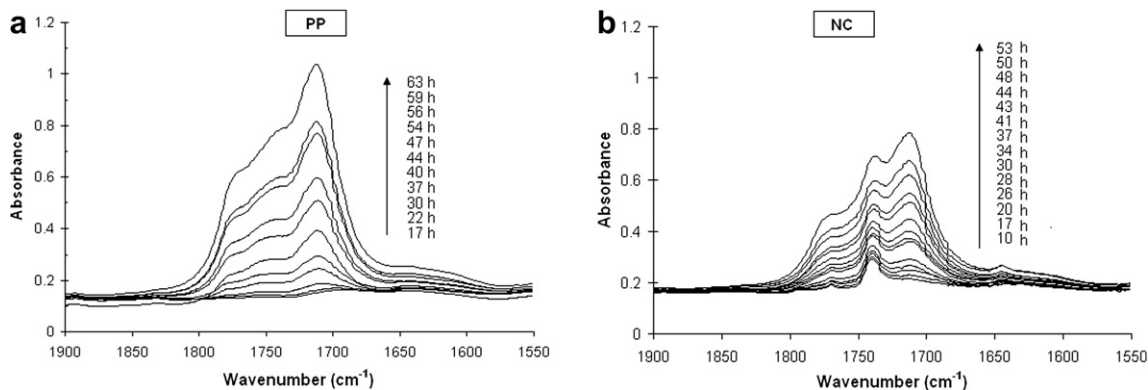 a
PP
1.2
1
0.8
0.6
0.4
0.2
0
Absorbance
63 h
59 h
56 h
54 h
47 h
44 h
40 h
37 h
30 h
22 h
17 h
1900 1850 1800 1750 1700 1650 1600 1550
Wavenumber (cm⁻¹)
b
NC
1.2
1
0.8
0.6
0.4
0.2
0
Absorbance
53 h
50 h
48 h
44 h
43 h
41 h
37 h
34 h
30 h
28 h
26 h
20 h
17 h
10 h
1900 1850 1800 1750 1700 1650 1600 1550
Wavenumber (cm⁻¹)